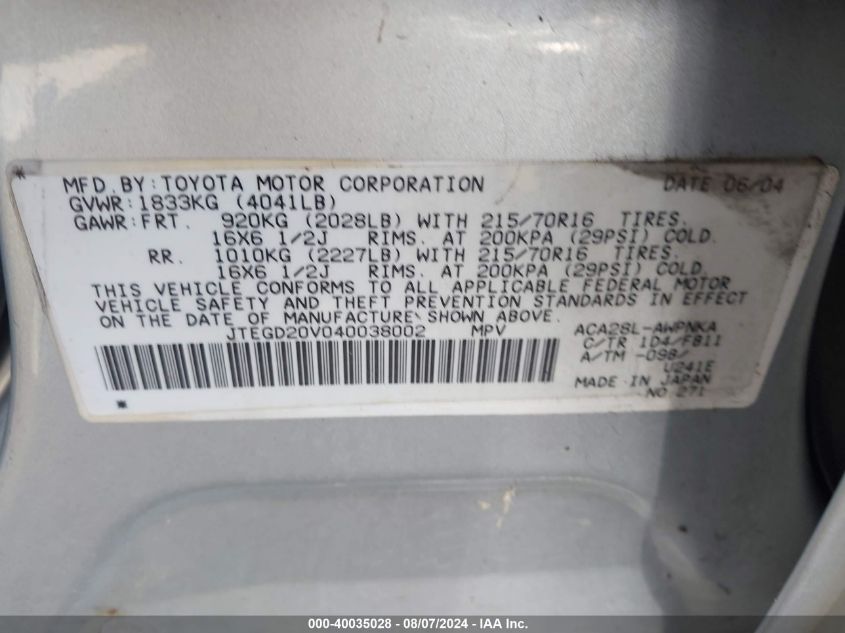 MFD. BY: TOYOTA MOTOR CORPORATION DATE 06/04
GVWR: 1833KG (4041LB)
GAWR: FRT. 920KG (2028LB) WITH 215/70R16 TIRES.
16X6 1/2J RIMS. AT 200KPA (29PSI) COLD.
RR. 1010KG (2227LB) WITH 215/70R16 TIRES.
16X6 1/2J RIMS. AT 200KPA (29PSI) COLD.
THIS VEHICLE CONFORMS TO ALL APPLICABLE FEDERAL MOTOR
VEHICLE SAFETY AND THEFT PREVENTION STANDARDS IN EFFECT
ON THE DATE OF MANUFACTURE SHOWN ABOVE.
JTEGD20V040038002 MPV ACA28L-AWPNKA
C/TR 1D4/FB11
A/TM -098/
U241E
MADE IN JAPAN
NO 271
000-40035028 - 08/07/2024 - IAA Inc.